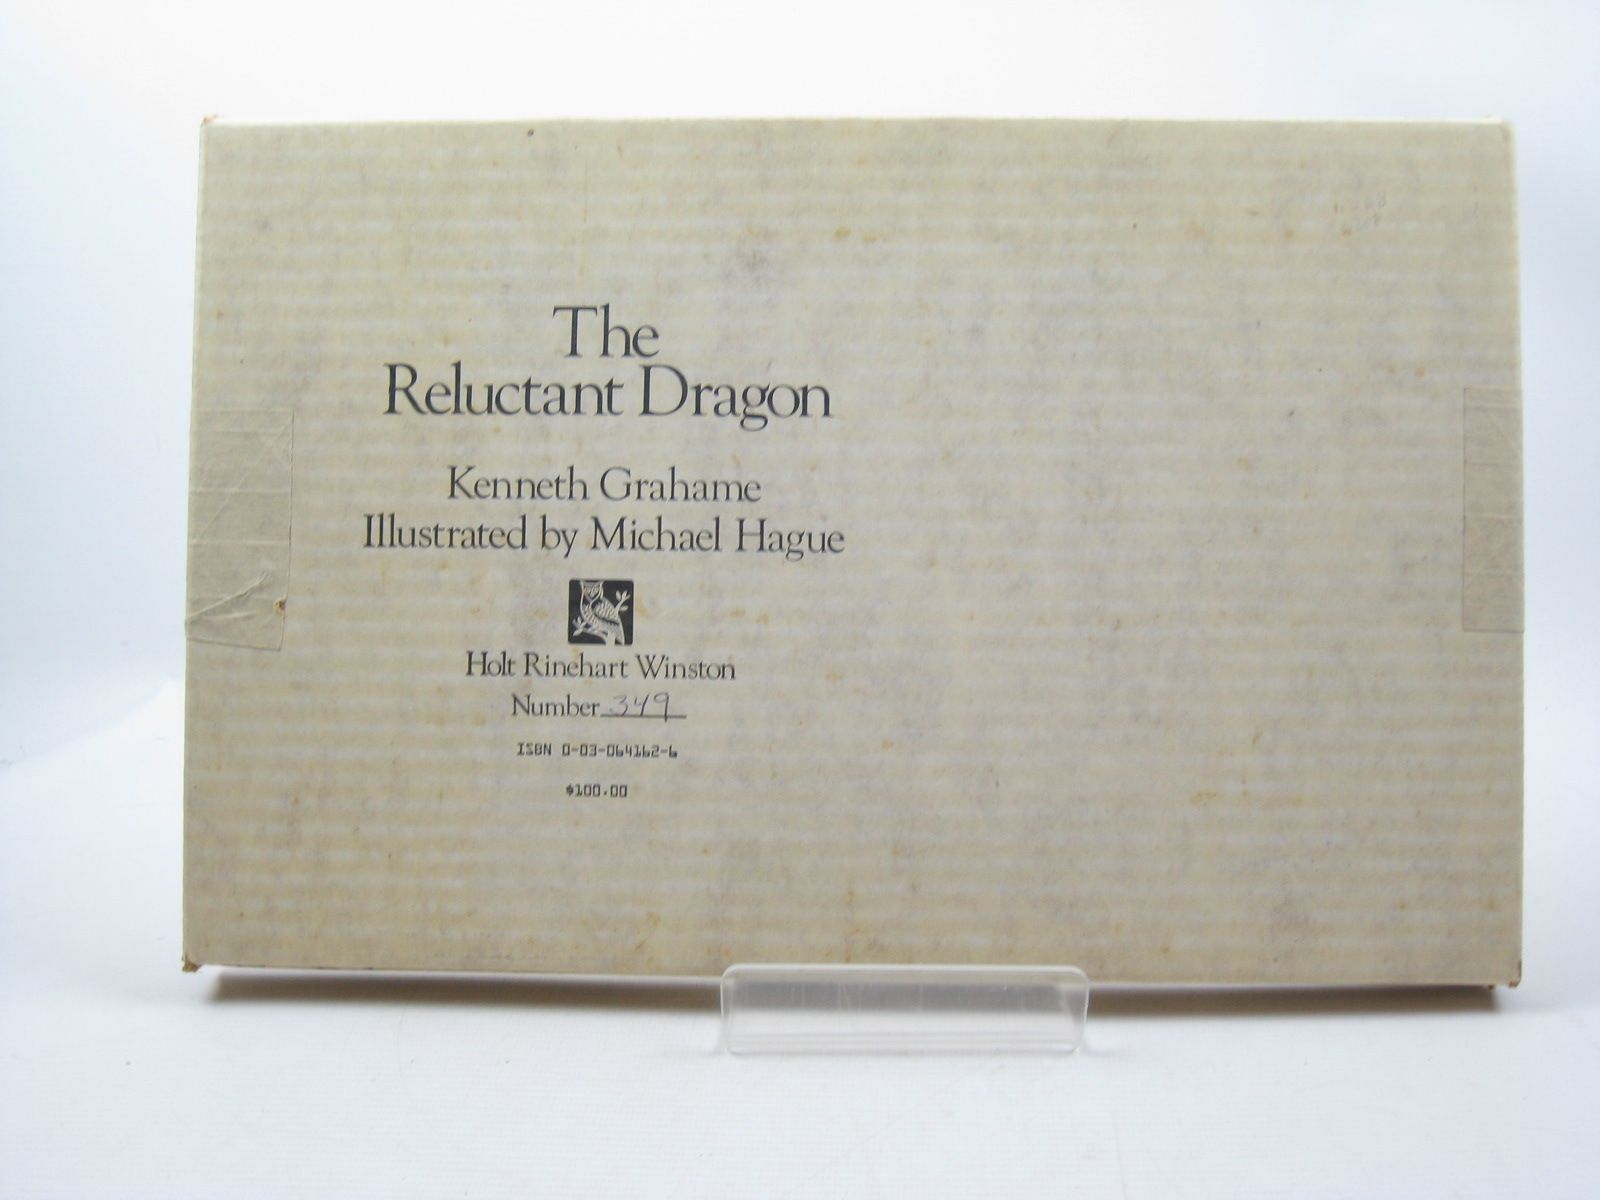 The
Reluctant Dragon
Kenneth Grahame
Illustrated by Michael Hague
Holt Rinehart Winston
Number 349
ISBN 0-03-064162-6
$100.00